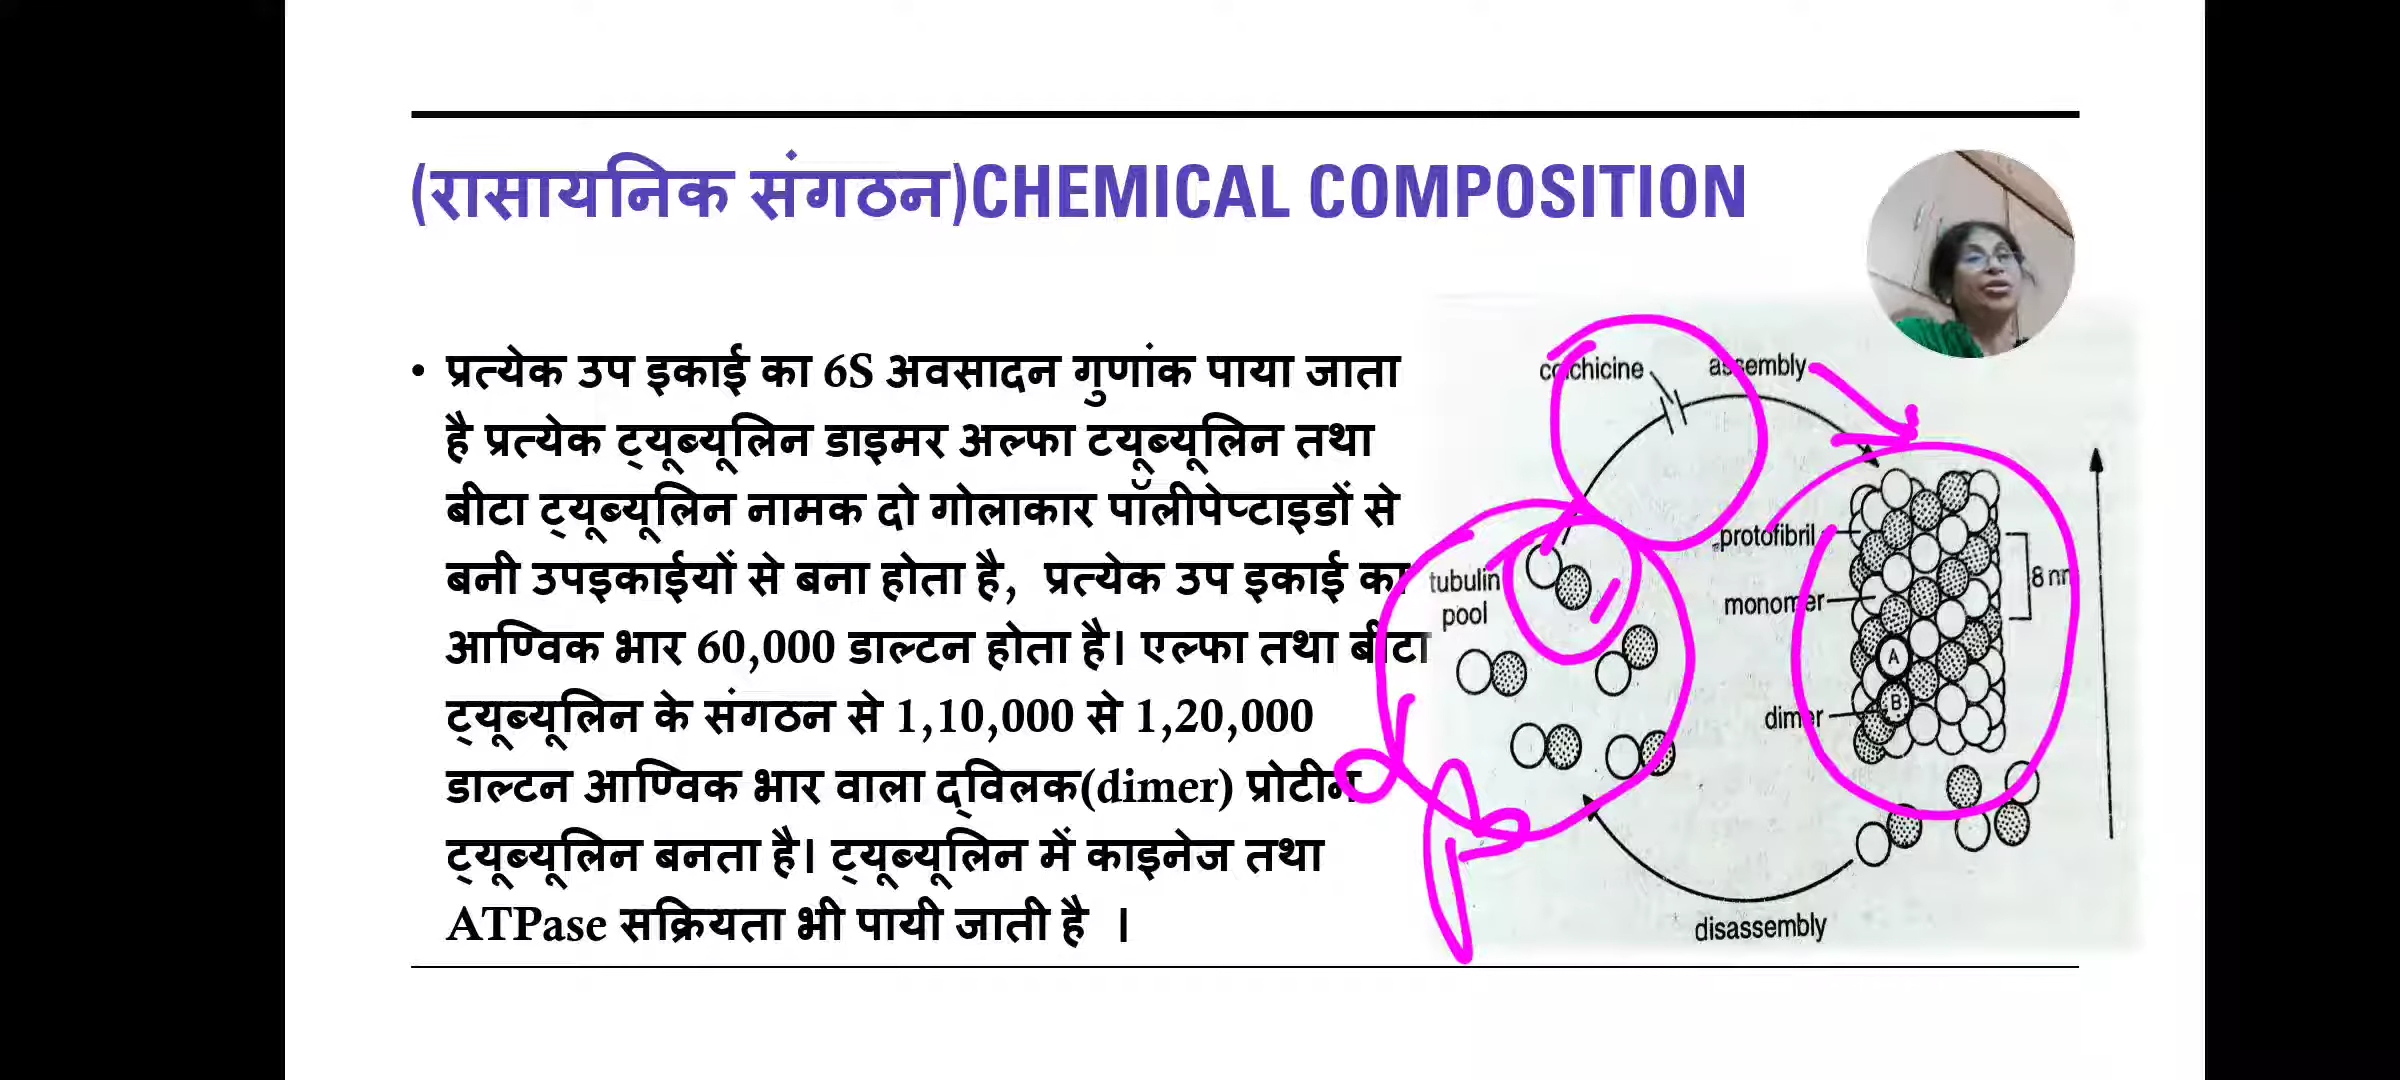 (रासायनिक संगठन)CHEMICAL COMPOSITION
• प्रत्येक उप इकाई का 6S अवसादन गुणांक पाया जाता
है प्रत्येक ट्यूब्यूलिन डाइमर अल्फा टयूब्यूलिन तथा
बीटा ट्यूब्यूलिन नामक दो गोलाकार पॉलीपेप्टाइडों से
बनी उपइकाईयों से बना होता है, प्रत्येक उप इकाई का
आण्विक भार 60,000 डाल्टन होता है। एल्फा तथा बीटा
ट्यूब्यूलिन के संगठन से 1,10,000 से 1,20,000
डाल्टन आण्विक भार वाला द्विलक(dimer) प्रोटीन
ट्यूब्यूलिन बनता है। ट्यूब्यूलिन में काइनेज तथा
ATPase सक्रियता भी पायी जाती है ।
colchicine
assembly
protofibril
tubulin
pool
8 nm
monomer
A
B
dimer
disassembly